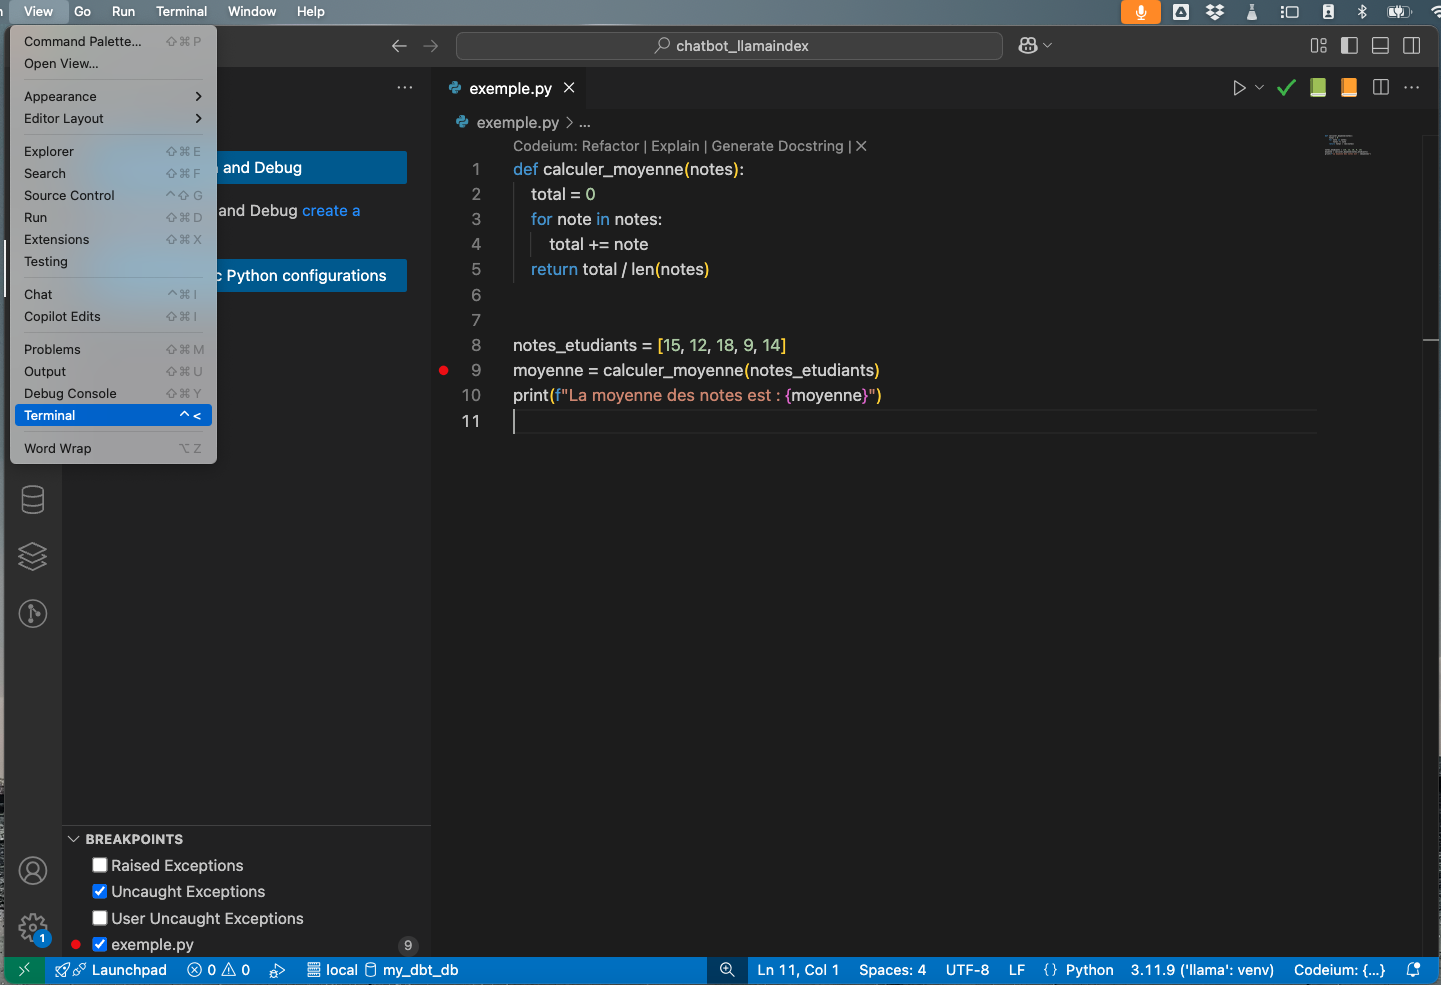 View Go Run Terminal Window Help
Command Palette... ⇧⌘P
Open View...
Appearance
Editor Layout
Explorer ⇧⌘E
Search ⇧⌘F
Source Control ^⇧G
Run ⇧⌘D
Extensions ⇧⌘X
Testing
Chat ^⌘I
Copilot Edits ⇧⌘I
Problems ⇧⌘M
Output ⇧⌘U
Debug Console ⇧⌘Y
Terminal ^<
Word Wrap ⌥Z
chatbot_llamaindex
and Debug
and Debug create a
Python configurations
exemple.py
exemple.py > ...
Codeium: Refactor | Explain | Generate Docstring | ×
1 def calculer_moyenne(notes):
2 total = 0
3 for note in notes:
4 total += note
5 return total / len(notes)
6
7
8 notes_etudiants = [15, 12, 18, 9, 14]
9 moyenne = calculer_moyenne(notes_etudiants)
10 print(f"La moyenne des notes est : {moyenne}")
11
BREAKPOINTS
Raised Exceptions
Uncaught Exceptions
User Uncaught Exceptions
exemple.py 9
1
Launchpad 0 0 local my_dbt_db Ln 11, Col 1 Spaces: 4 UTF-8 LF {} Python 3.11.9 ('llama': venv) Codeium: {...}